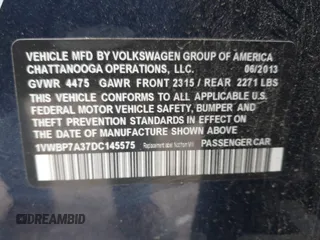 VEHICLE MFD BY VOLKSWAGEN GROUP OF AMERICA
CHATTANOOGA OPERATIONS, LLC. 06/2013
GVWR 4475 GAWR FRONT 2315 / REAR 2271 LBS
THIS VEHICLE CONFORMS TO ALL APPLICABLE
FEDERAL MOTOR VEHICLE SAFETY, BUMPER AND
THEFT PREVENTION STANDARDS IN EFFECT ON THE
DATE OF MANUFACTURE SHOWN ABOVE
1VWBP7A37DC145575 PASSENGER CAR
© 2026 BidInfo